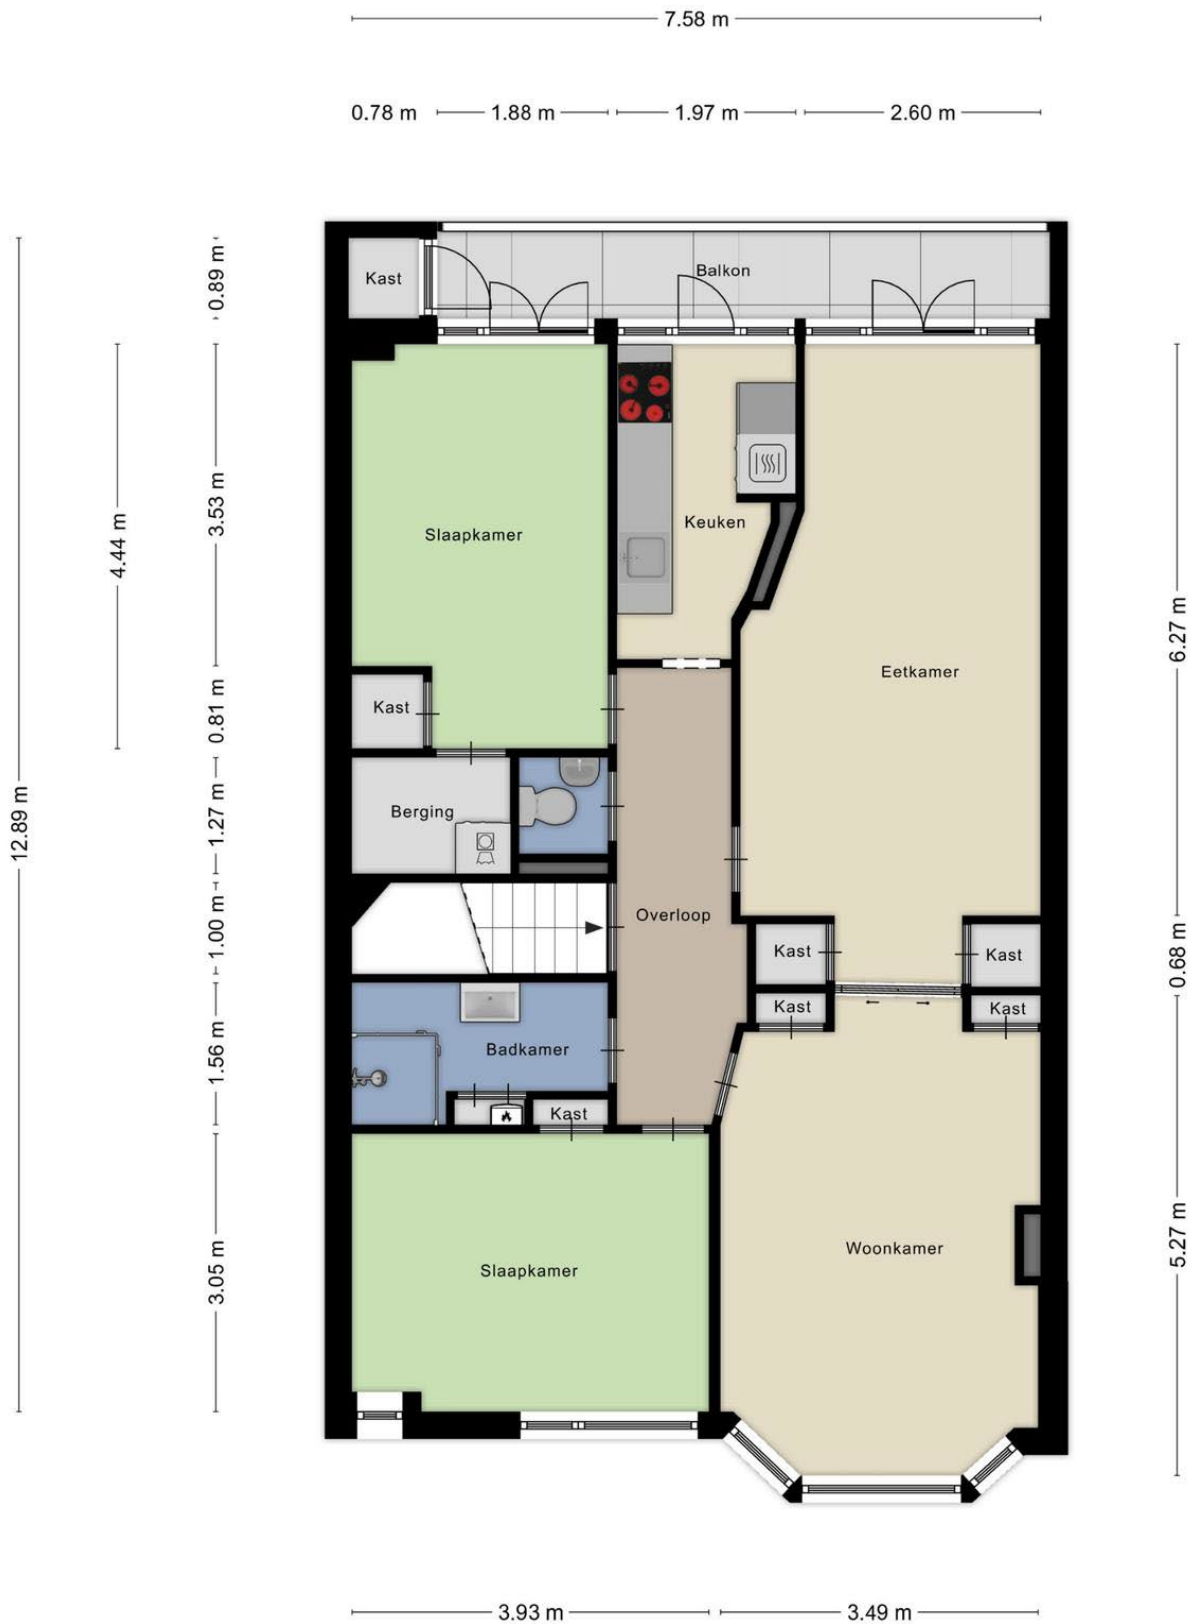 7.58 m
0.78 m
1.88 m
1.97 m
2.60 m
Kast
Balkon
0.89 m
12.89 m
4.44 m
3.53 m
Slaapkamer
Keuken
Eetkamer
6.27 m
0.81 m
Kast
1.27 m
Berging
1.00 m
Overloop
Kast
Kast
0.68 m
Kast
Kast
1.56 m
Badkamer
Kast
3.05 m
Slaapkamer
Woonkamer
5.27 m
3.93 m
3.49 m